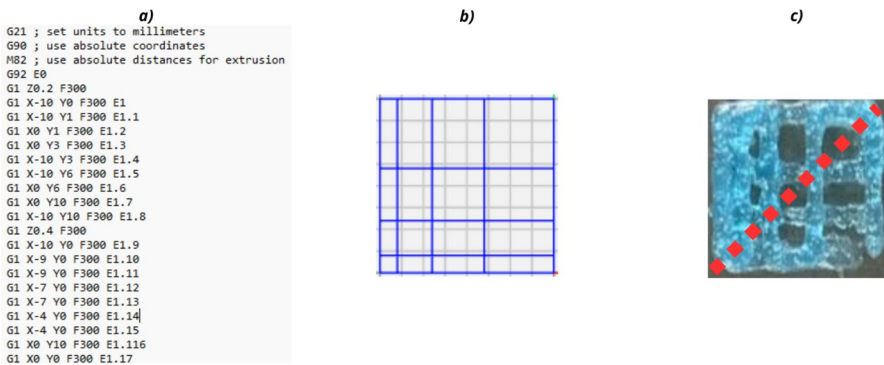 a)
G21 ; set units to millimeters
G90 ; use absolute coordinates
M82 ; use absolute distances for extrusion
G92 E0
G1 Z0.2 F300
G1 X-10 Y0 F300 E1
G1 X-10 Y1 F300 E1.1
G1 X0 Y1 F300 E1.2
G1 X0 Y3 F300 E1.3
G1 X-10 Y3 F300 E1.4
G1 X-10 Y6 F300 E1.5
G1 X0 Y6 F300 E1.6
G1 X0 Y10 F300 E1.7
G1 X-10 Y10 F300 E1.8
G1 Z0.4 F300
G1 X-10 Y0 F300 E1.9
G1 X-9 Y0 F300 E1.10
G1 X-9 Y0 F300 E1.11
G1 X-7 Y0 F300 E1.12
G1 X-7 Y0 F300 E1.13
G1 X-4 Y0 F300 E1.14
G1 X-4 Y0 F300 E1.15
G1 X0 Y10 F300 E1.116
G1 X0 Y0 F300 E1.17
b)
c)